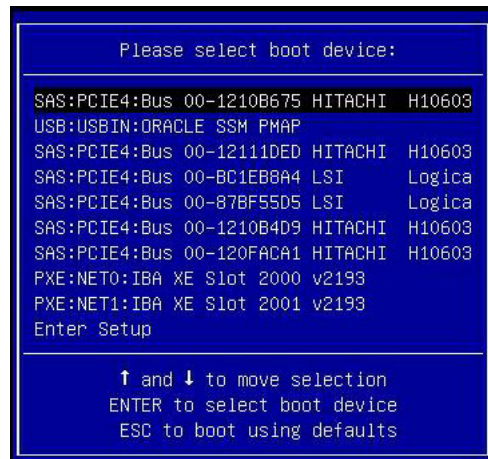 Please select boot device:
SAS:PCIE4:Bus 00-1210B675 HITACHI H10603
USB:USBIN:ORACLE SSM PMAP
SAS:PCIE4:Bus 00-12111DED HITACHI H10603
SAS:PCIE4:Bus 00-BC1EB8A4 LSI Logica
SAS:PCIE4:Bus 00-87BF55D5 LSI Logica
SAS:PCIE4:Bus 00-1210B4D9 HITACHI H10603
SAS:PCIE4:Bus 00-120FACA1 HITACHI H10603
PXE:NET0:IBA XE Slot 2000 v2193
PXE:NET1:IBA XE Slot 2001 v2193
Enter Setup
↑ and ↓ to move selection
ENTER to select boot device
ESC to boot using defaults